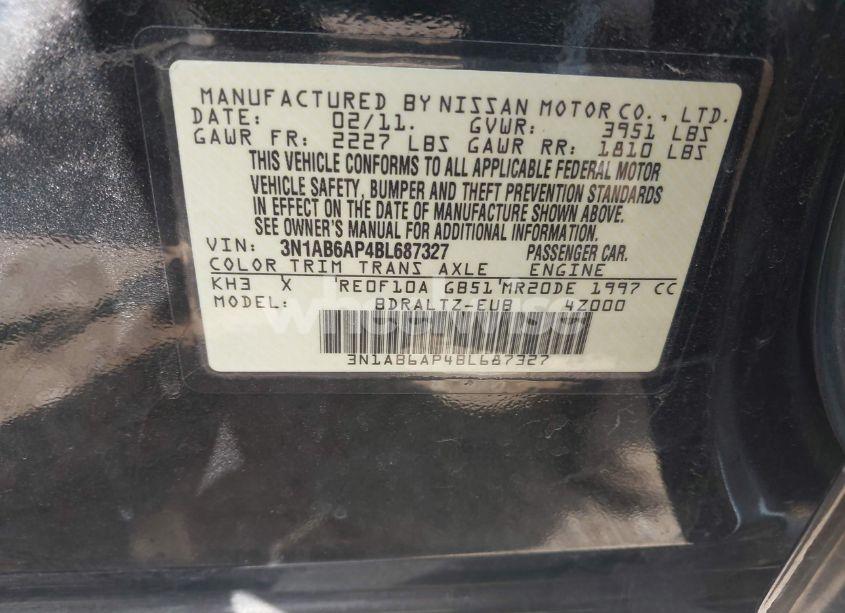 MANUFACTURED BY NISSAN MOTOR CO., LTD.
DATE: 02/11. GVWR: 3951 LBS
GAWR FR: 2227 LBS GAWR RR: 1810 LBS
THIS VEHICLE CONFORMS TO ALL APPLICABLE FEDERAL MOTOR
VEHICLE SAFETY, BUMPER AND THEFT PREVENTION STANDARDS
IN EFFECT ON THE DATE OF MANUFACTURE SHOWN ABOVE.
SEE OWNER'S MANUAL FOR ADDITIONAL INFORMATION.
VIN: 3N1AB6AP4BL687327 PASSENGER CAR.
COLOR TRIM TRANS AXLE ENGINE
KH3 X RE0F10A GB51 MR20DE 1997 CC
MODEL: BDRALTZ-EUB 4Z000
wheelwise
3N1AB6AP4BL687327